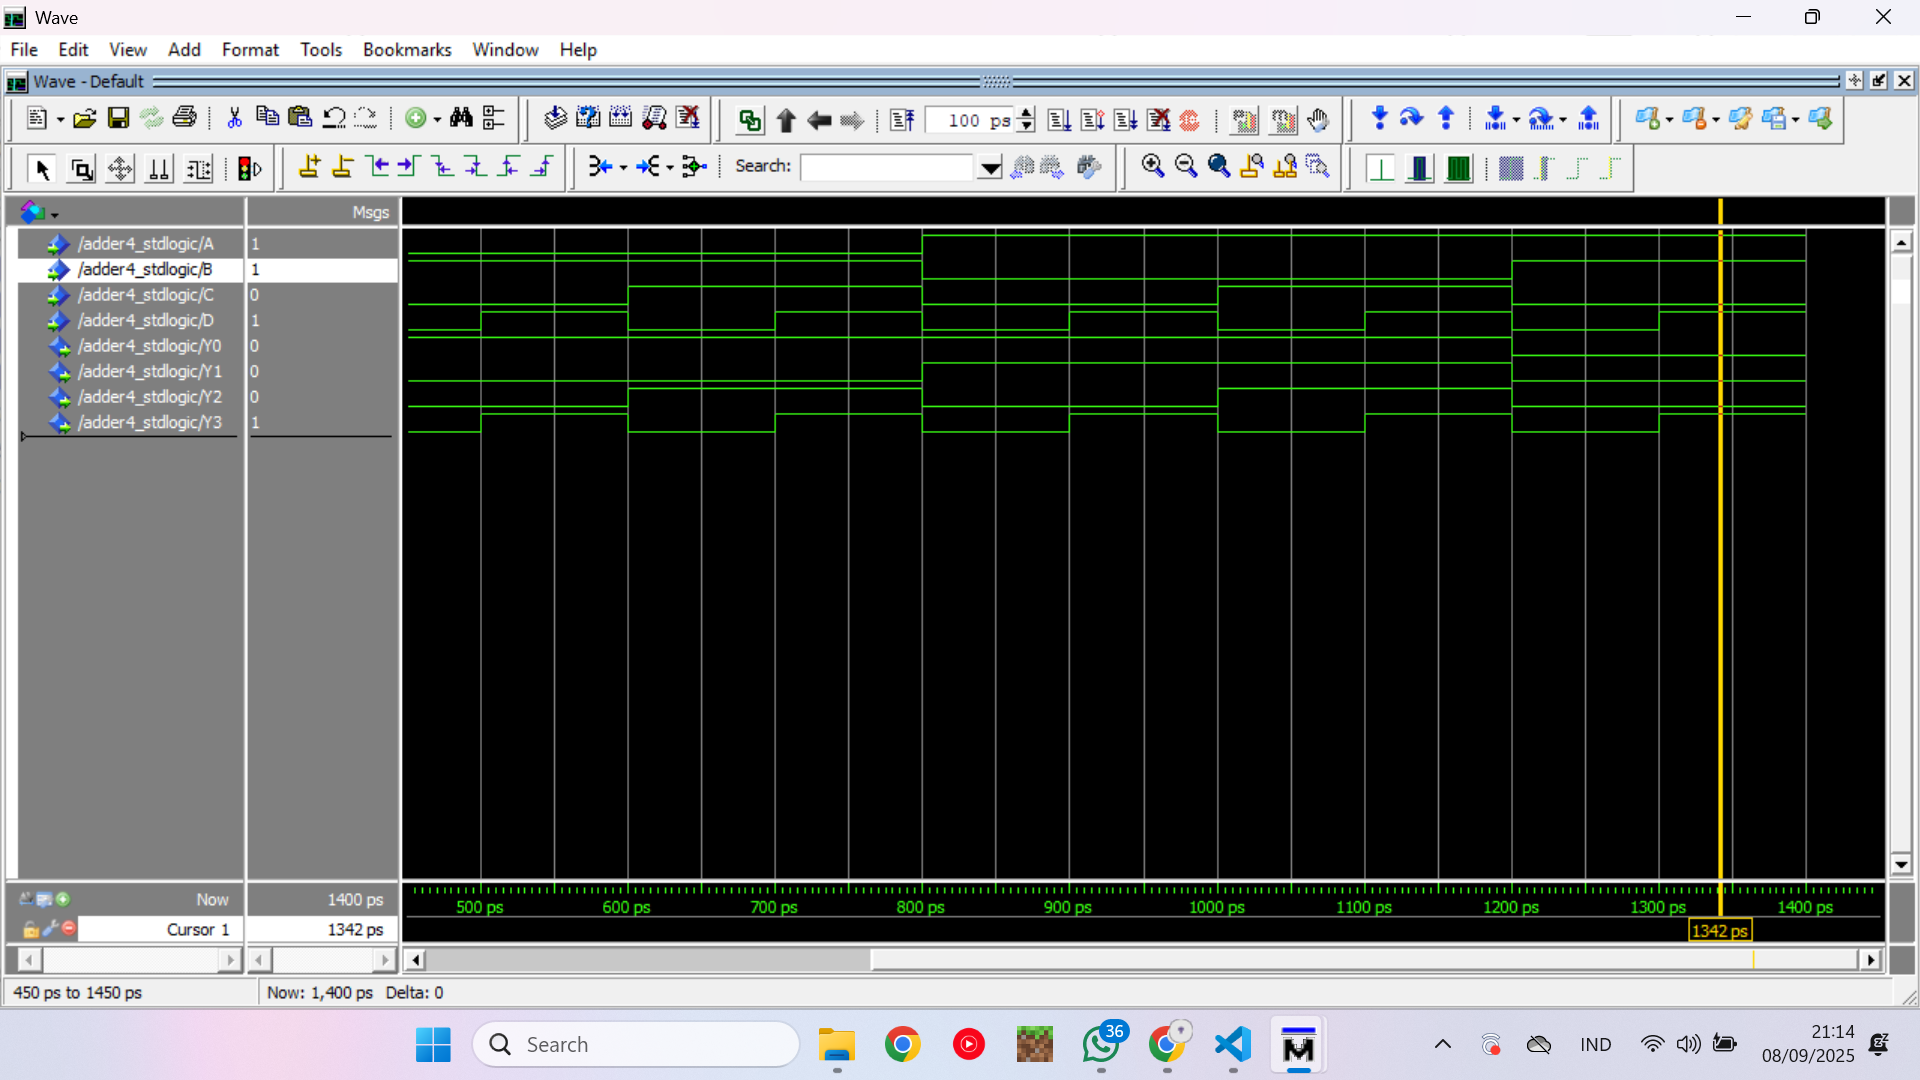 Wave
File Edit View Add Format Tools Bookmarks Window Help
Wave - Default
100 ps
Search:
Msgs
/adder4_stdlogic/A 1
/adder4_stdlogic/B 1
/adder4_stdlogic/C 0
/adder4_stdlogic/D 1
/adder4_stdlogic/Y0 0
/adder4_stdlogic/Y1 0
/adder4_stdlogic/Y2 0
/adder4_stdlogic/Y3 1
Now 1400 ps
500 ps 600 ps 700 ps 800 ps 900 ps 1000 ps 1100 ps 1200 ps 1300 ps 1400 ps
Cursor 1 1342 ps
1342 ps
450 ps to 1450 ps Now: 1,400 ps Delta: 0
Search
36
IND
21:14
08/09/2025